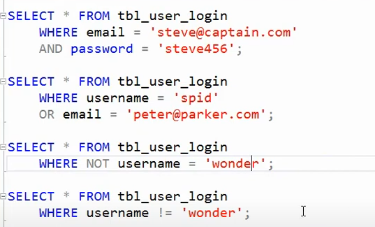 SELECT * FROM tbl_user_login
WHERE email = 'steve@captain.com'
AND password = 'steve456';
SELECT * FROM tbl_user_login
WHERE username = 'spid'
OR email = 'peter@parker.com';
SELECT * FROM tbl_user_login
WHERE NOT username = 'wonder';
SELECT * FROM tbl_user_login
WHERE username != 'wonder';